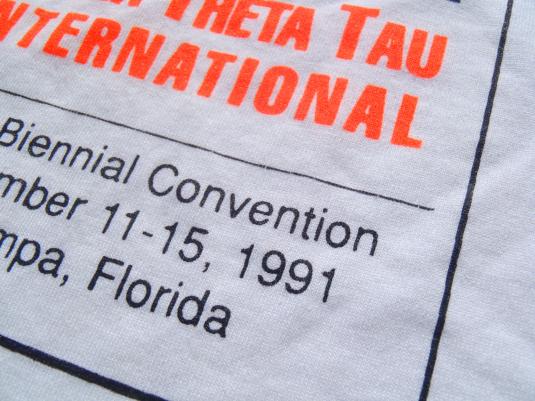 THETA TAU
INTERNATIONAL
Biennial Convention
mber 11-15, 1991
mpa, Florida